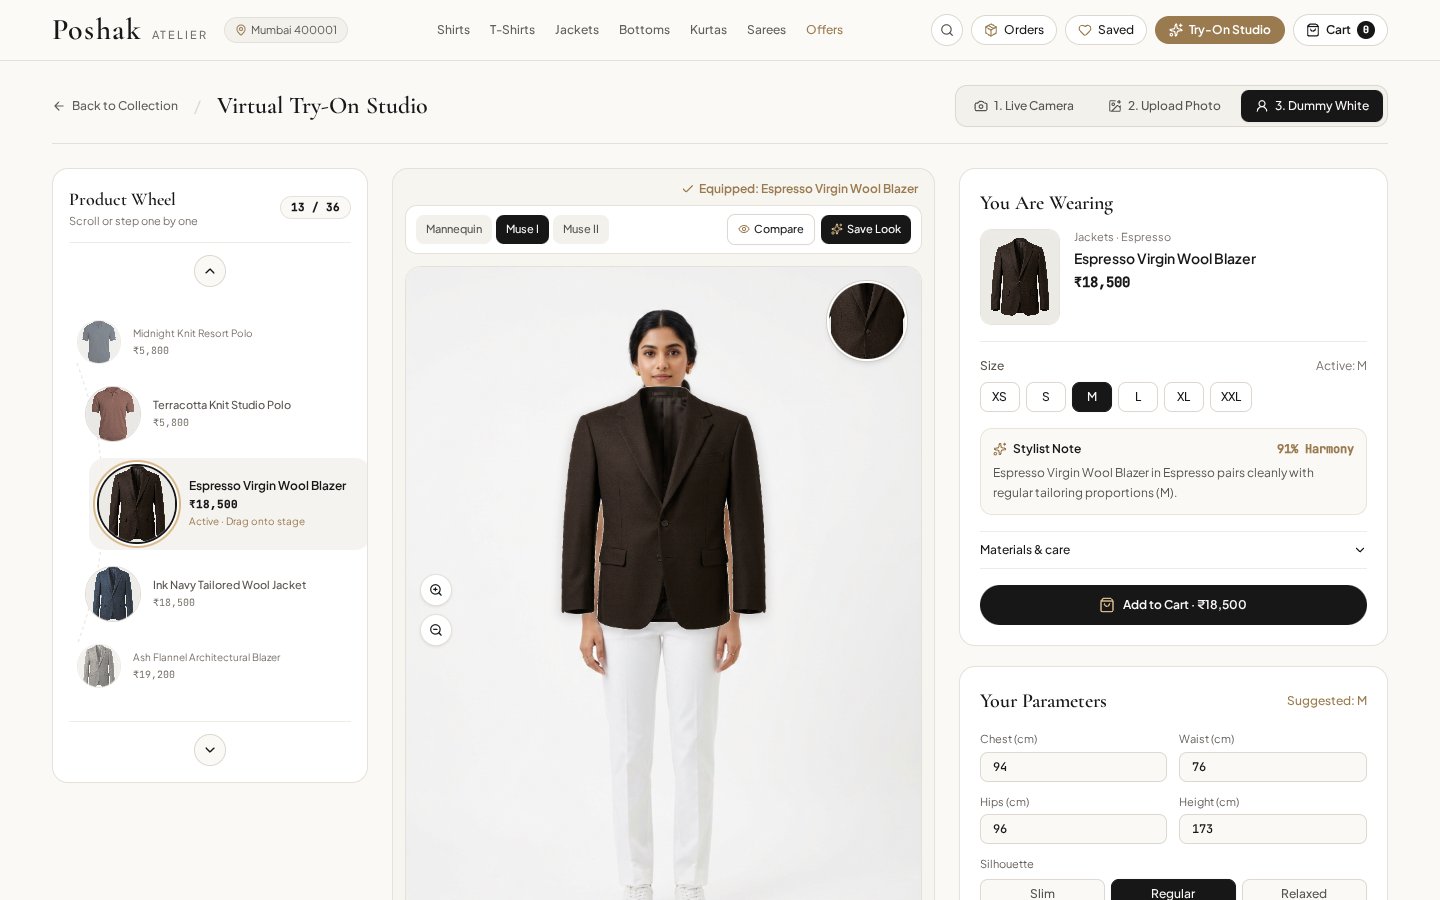 Poshak ATELIER
Mumbai 400001
Shirts
T-Shirts
Jackets
Bottoms
Kurtas
Sarees
Offers
Orders
Saved
Try-On Studio
Cart 0
Back to Collection / Virtual Try-On Studio
1. Live Camera
2. Upload Photo
3. Dummy White
Product Wheel
Scroll or step one by one
13 / 36
Midnight Knit Resort Polo
₹5,800
Terracotta Knit Studio Polo
₹5,800
Espresso Virgin Wool Blazer
₹18,500
Active · Drag onto stage
Ink Navy Tailored Wool Jacket
₹18,500
Ash Flannel Architectural Blazer
₹19,200
Equipped: Espresso Virgin Wool Blazer
Mannequin
Muse I
Muse II
Compare
Save Look
You Are Wearing
Jackets · Espresso
Espresso Virgin Wool Blazer
₹18,500
Size
Active: M
XS
S
M
L
XL
XXL
Stylist Note
91% Harmony
Espresso Virgin Wool Blazer in Espresso pairs cleanly with
regular tailoring proportions (M).
Materials & care
Add to Cart · ₹18,500
Your Parameters
Suggested: M
Chest (cm)
Waist (cm)
94
76
Hips (cm)
Height (cm)
96
173
Silhouette
Slim
Regular
Relaxed